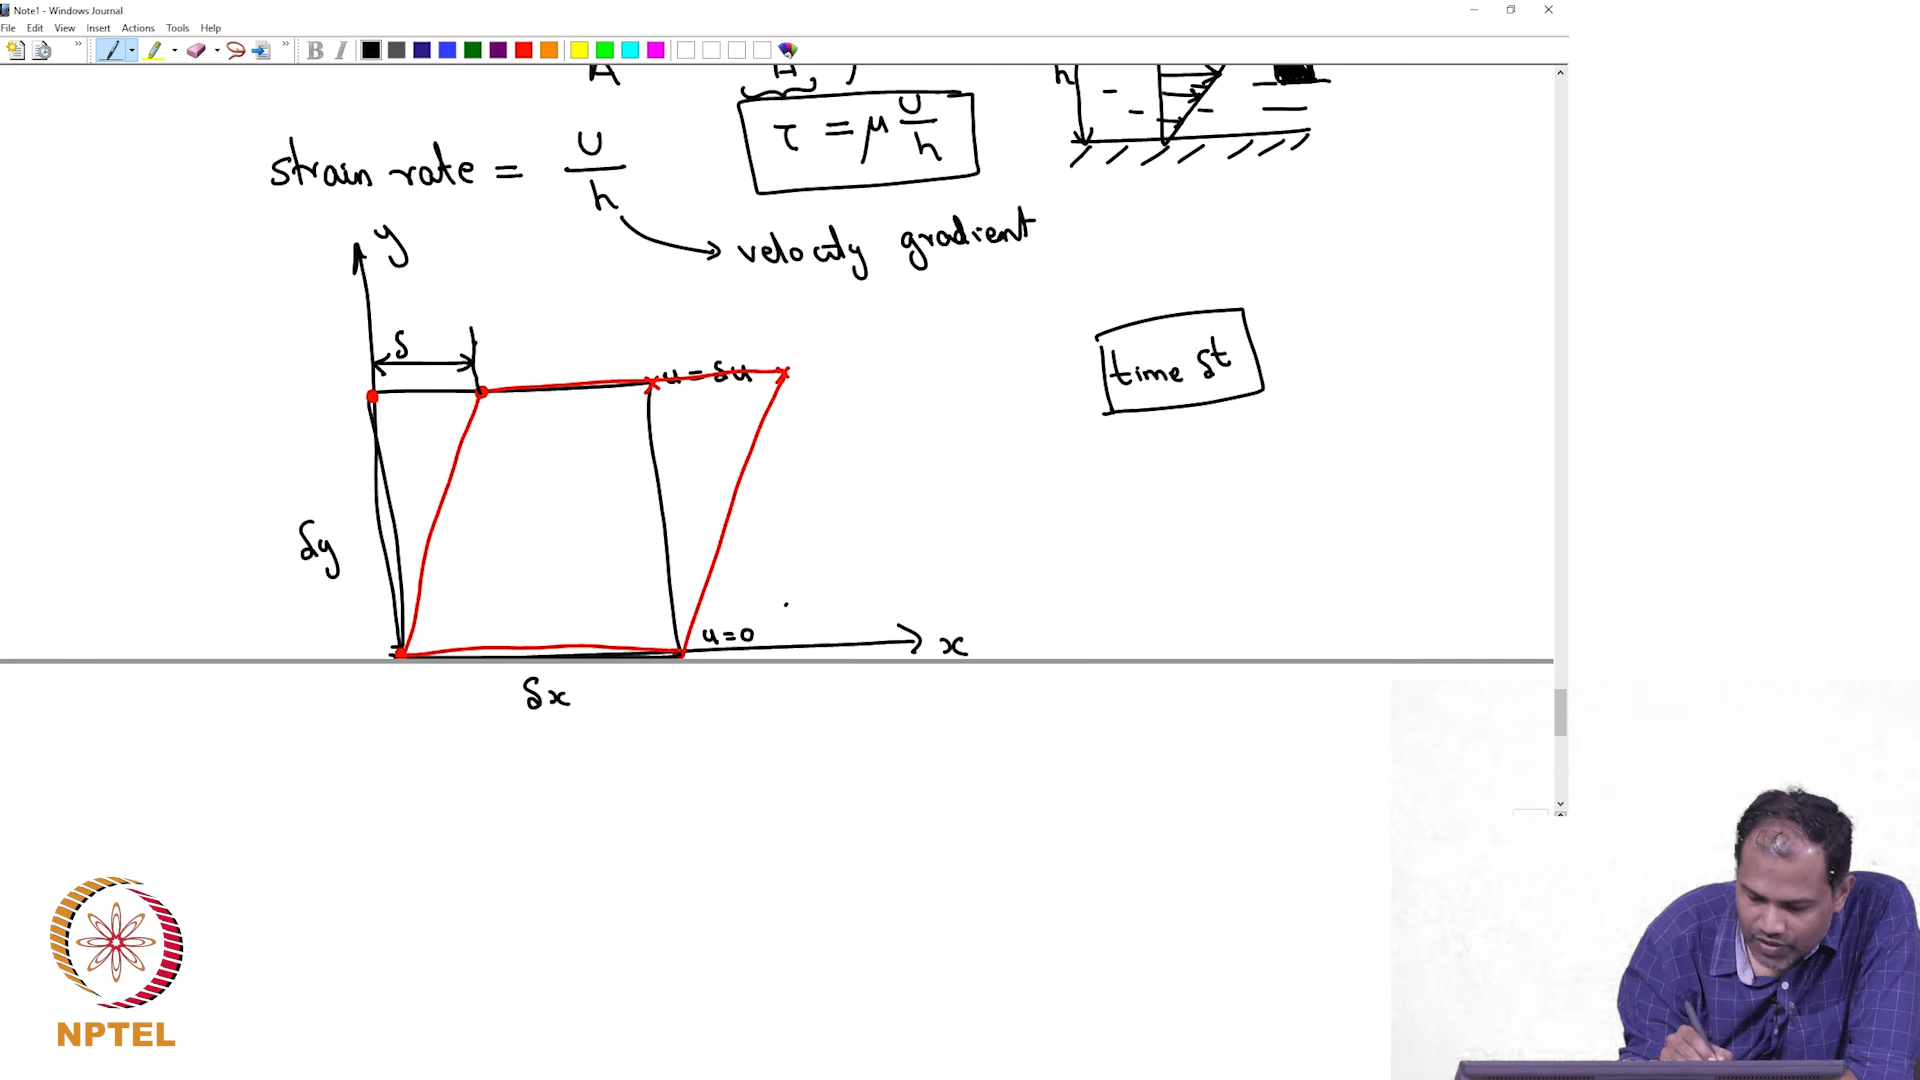 Note1 - Windows Journal
File Edit View Insert Actions Tools Help
A A h
τ = μ U/h
strain rate = U/h
velocity gradient
y
δ
u = δu
time δt
δy
u=0
x
δx
NPTEL